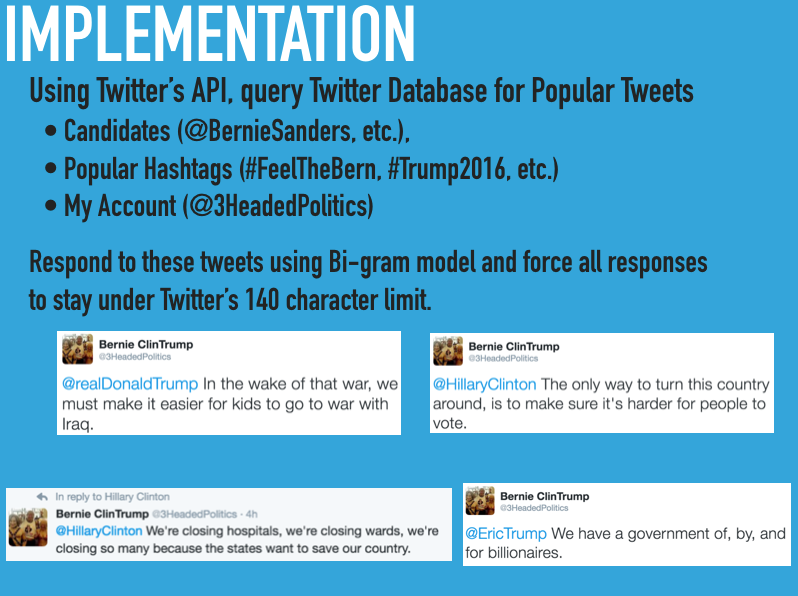 IMPLEMENTATION
Using Twitter's API, query Twitter Database for Popular Tweets
• Candidates (@BernieSanders, etc.),
• Popular Hashtags (#FeelTheBern, #Trump2016, etc.)
• My Account (@3HeadedPolitics)
Respond to these tweets using Bi-gram model and force all responses
to stay under Twitter's 140 character limit.
Bernie ClinTrump
@3HeadedPolitics
@realDonaldTrump In the wake of that war, we
must make it easier for kids to go to war with
Iraq.
Bernie ClinTrump
@3HeadedPolitics
@HillaryClinton The only way to turn this country
around, is to make sure it's harder for people to
vote.
In reply to Hillary Clinton
Bernie ClinTrump @3HeadedPolitics · 4h
@HillaryClinton We're closing hospitals, we're closing wards, we're
closing so many because the states want to save our country.
Bernie ClinTrump
@3HeadedPolitics
@EricTrump We have a government of, by, and
for billionaires.